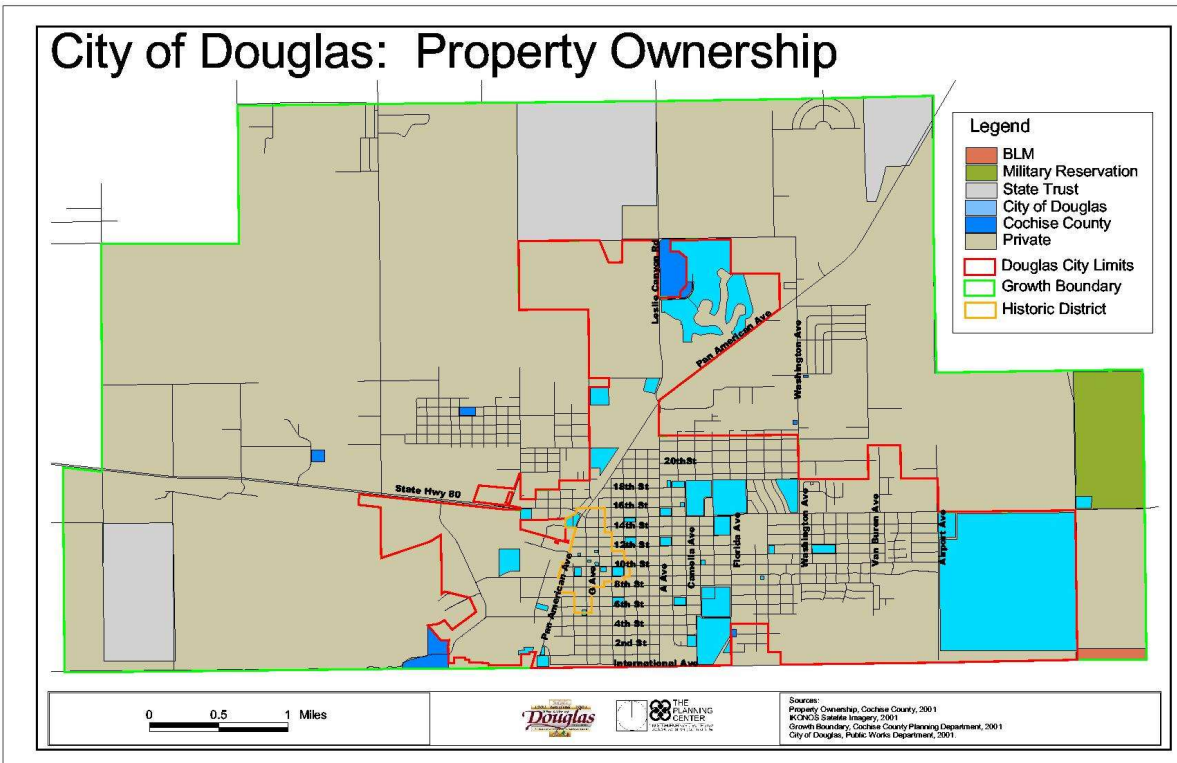 City of Douglas:  Property Ownership
Legend
BLM
Military Reservation
State Trust
City of Douglas
Cochise County
Private
Douglas City Limits
Growth Boundary
Historic District
Leslie Canyon Rd
Pan American Ave
Washington Ave
State Hwy 80
20th St
18th St
16th St
14th St
12th St
10th St
8th St
6th St
4th St
2nd St
International Ave
Pan American Ave
G Ave
A Ave
Camelia Ave
Florida Ave
Washington Ave
Van Buren Ave
Airport Ave
0 0.5 1 Miles
Douglas
THE
PLANNING
CENTER
Sources:
Property Ownership, Cochise County, 2001
IKONOS Satellite Imagery, 2001
Growth Boundary, Cochise County Planning Department, 2001
City of Douglas, Public Works Department, 2001.